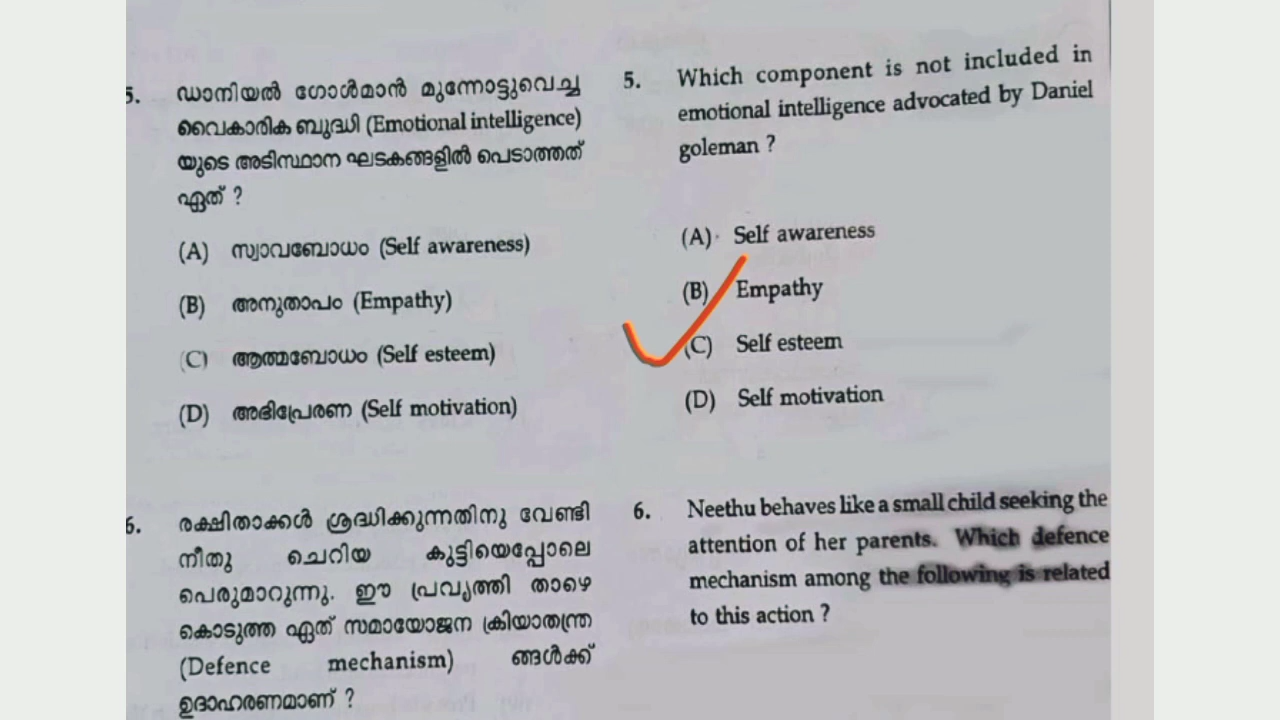 5. ഡാനിയൽ ഗോൾമാൻ മുന്നോട്ടുവെച്ച
വൈകാരിക ബുദ്ധി (Emotional intelligence)
യുടെ അടിസ്ഥാന ഘടകങ്ങളിൽ പെടാത്തത്
ഏത് ?
(A) സ്വാവബോധം (Self awareness)
(B) അനുതാപം (Empathy)
(C) ആത്മബോധം (Self esteem)
(D) അഭിപ്രേരണ (Self motivation)
6. രക്ഷിതാക്കൾ ശ്രദ്ധിക്കുന്നതിനു വേണ്ടി
നീതു ചെറിയ കുട്ടിയെപ്പോലെ
പെരുമാറുന്നു. ഈ പ്രവൃത്തി താഴെ
കൊടുത്ത ഏത് സമായോജന ക്രിയാതന്ത്ര
(Defence mechanism) ങ്ങൾക്ക്
ഉദാഹരണമാണ് ?
5. Which component is not included in
emotional intelligence advocated by Daniel
goleman ?
(A) Self awareness
(B) Empathy
(C) Self esteem
(D) Self motivation
6. Neethu behaves like a small child seeking the
attention of her parents. Which defence
mechanism among the following is related
to this action ?